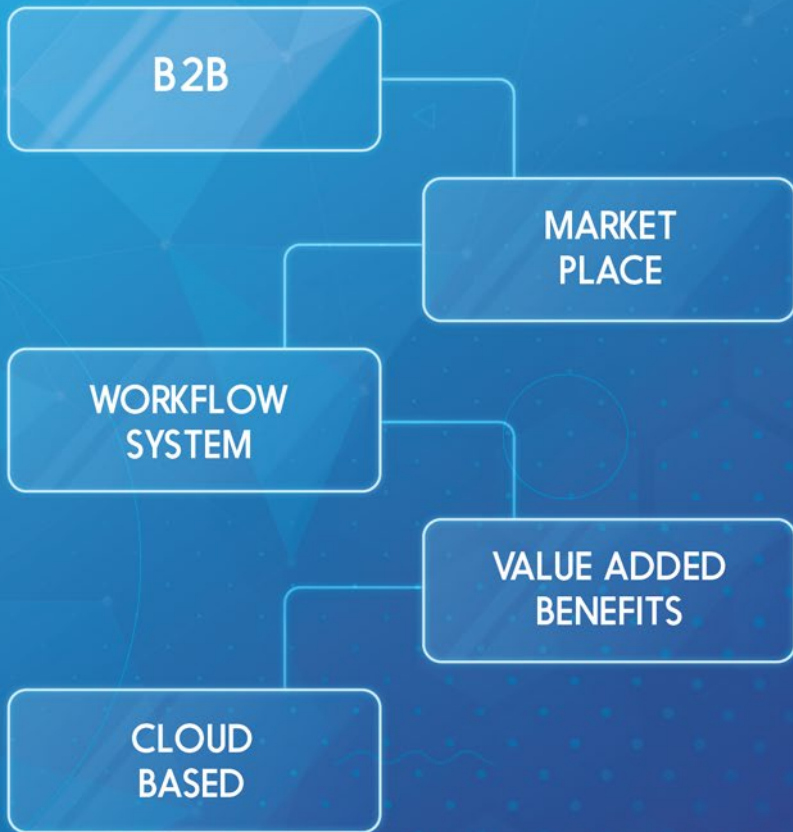 B2B
MARKET
PLACE
WORKFLOW
SYSTEM
VALUE ADDED
BENEFITS
CLOUD
BASED